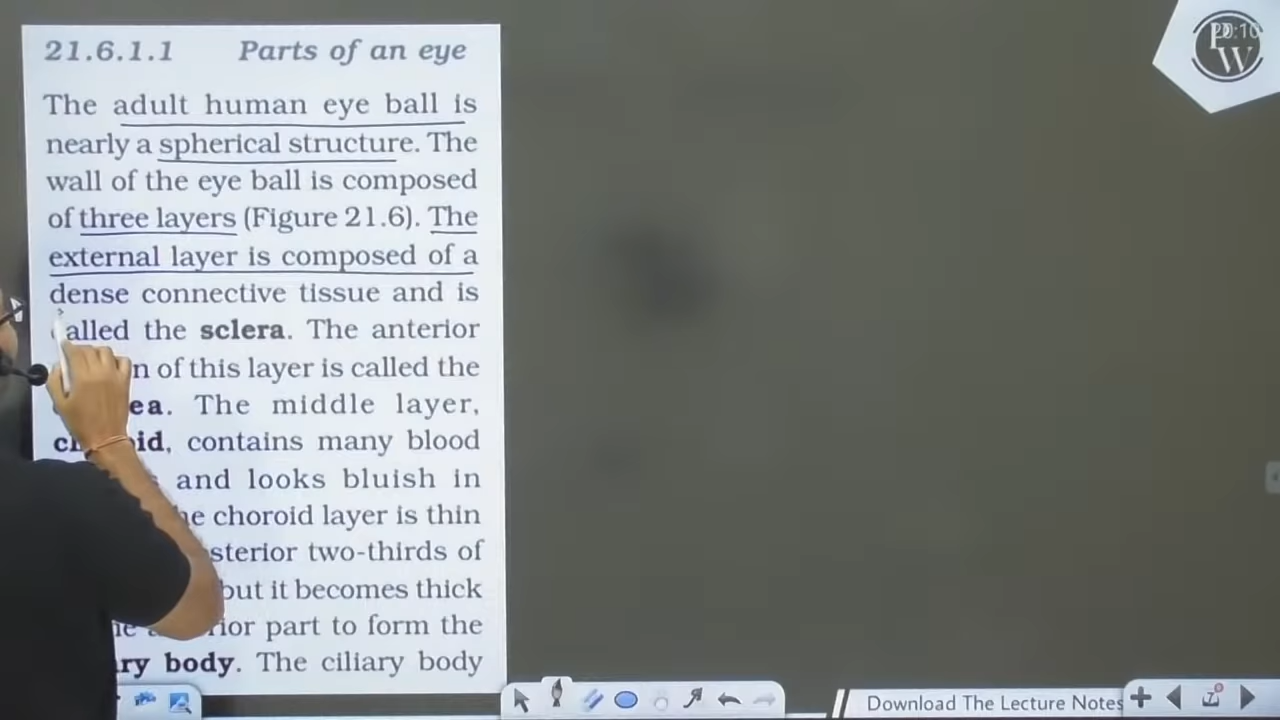 21.6.1.1 Parts of an eye
The adult human eye ball is
nearly a spherical structure. The
wall of the eye ball is composed
of three layers (Figure 21.6). The
external layer is composed of a
dense connective tissue and is
alled the sclera. The anterior
n of this layer is called the
ea. The middle layer,
id, contains many blood
and looks bluish in
he choroid layer is thin
sterior two-thirds of
but it becomes thick
ior part to form the
ry body. The ciliary body
PW
20:10
Download The Lecture Notes